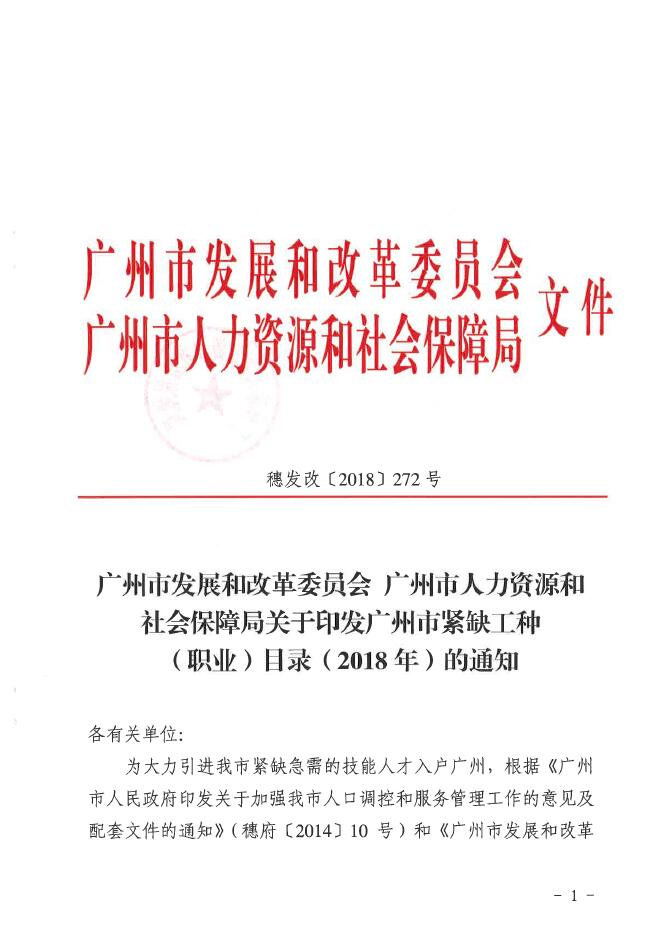 广州市发展和改革委员会
广州市人力资源和社会保障局
文件
穗发改〔2018〕272号
广州市发展和改革委员会 广州市人力资源和
社会保障局关于印发广州市紧缺工种
（职业）目录（2018年）的通知
各有关单位：
为大力引进我市紧缺急需的技能人才入户广州，根据《广州
市人民政府印发关于加强我市人口调控和服务管理工作的意见及
配套文件的通知》（穗府〔2014〕10 号）和《广州市发展和改革
- 1 -